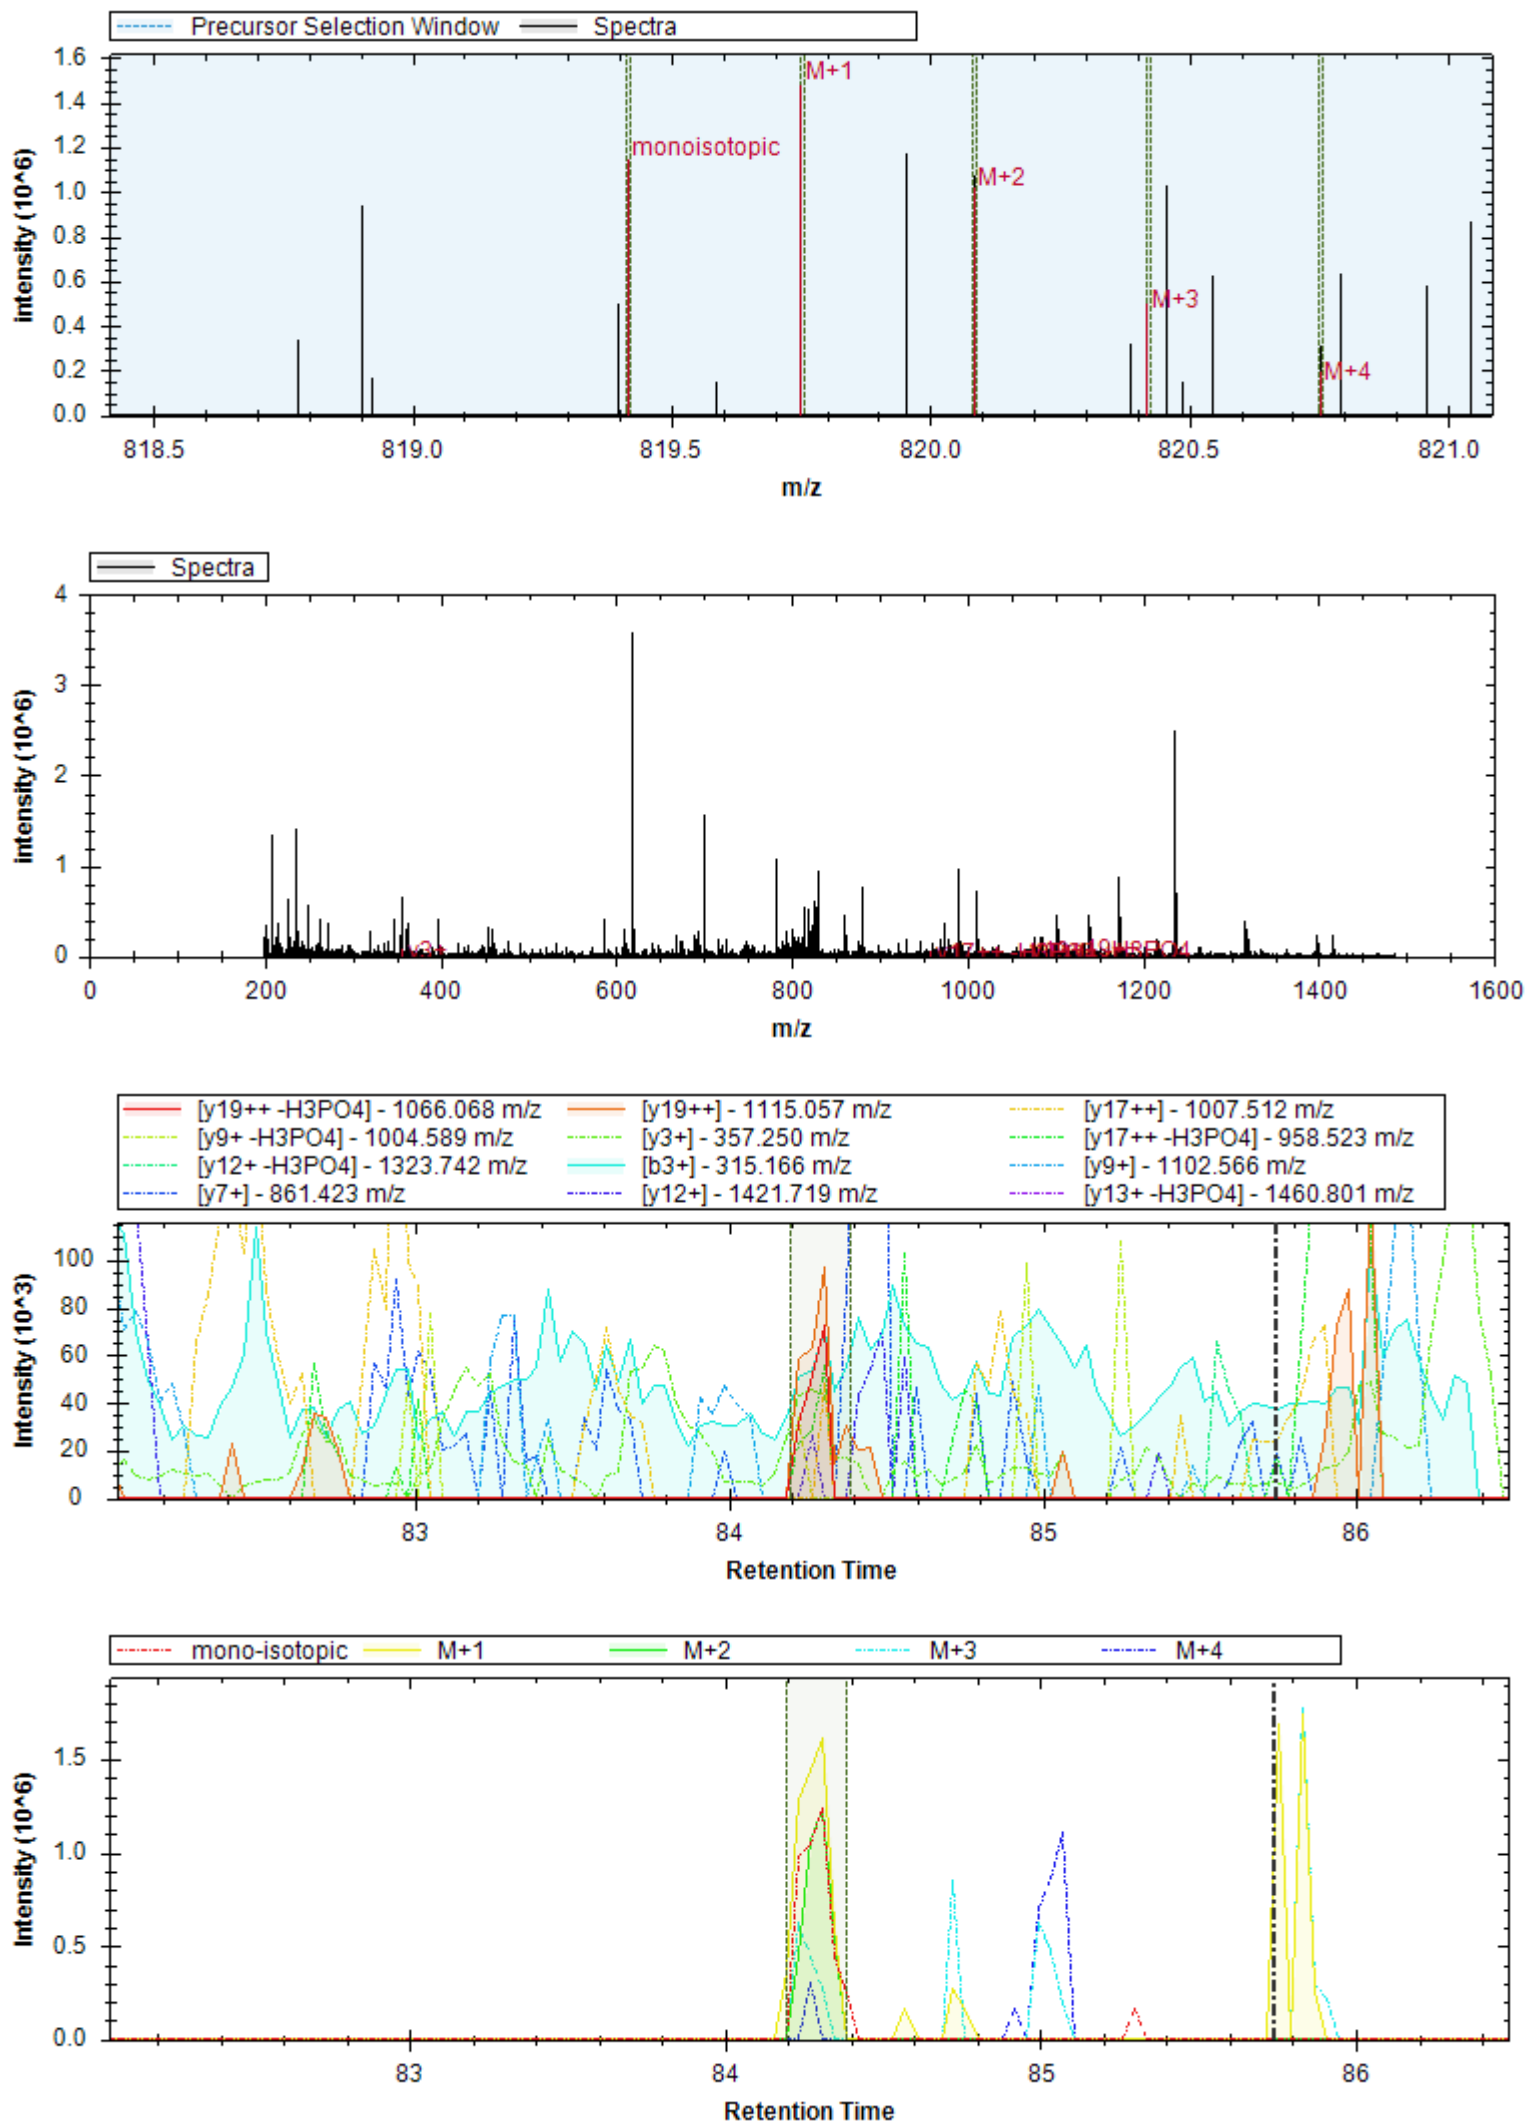 Precursor Selection Window Spectra
1.6
1.4
1.2
1.0
0.8
0.6
0.4
0.2
0.0
intensity (10^6)
M+1
monoisotopic
M+2
M+3
M+4
818.5 819.0 819.5 820.0 820.5 821.0
m/z
Spectra
4
3
2
1
0
intensity (10^6)
y3+
0 200 400 600 800 1000 1200 1400 1600
m/z
[y19++ -H3PO4] - 1066.068 m/z [y19++] - 1115.057 m/z [y17++] - 1007.512 m/z
[y9+ -H3PO4] - 1004.589 m/z [y3+] - 357.250 m/z [y17++ -H3PO4] - 958.523 m/z
[y12+ -H3PO4] - 1323.742 m/z [b3+] - 315.166 m/z [y9+] - 1102.566 m/z
[y7+] - 861.423 m/z [y12+] - 1421.719 m/z [y13+ -H3PO4] - 1460.801 m/z
100
80
60
40
20
0
Intensity (10^3)
83 84 85 86
Retention Time
mono-isotopic M+1 M+2 M+3 M+4
1.5
1.0
0.5
0.0
Intensity (10^6)
83 84 85 86
Retention Time